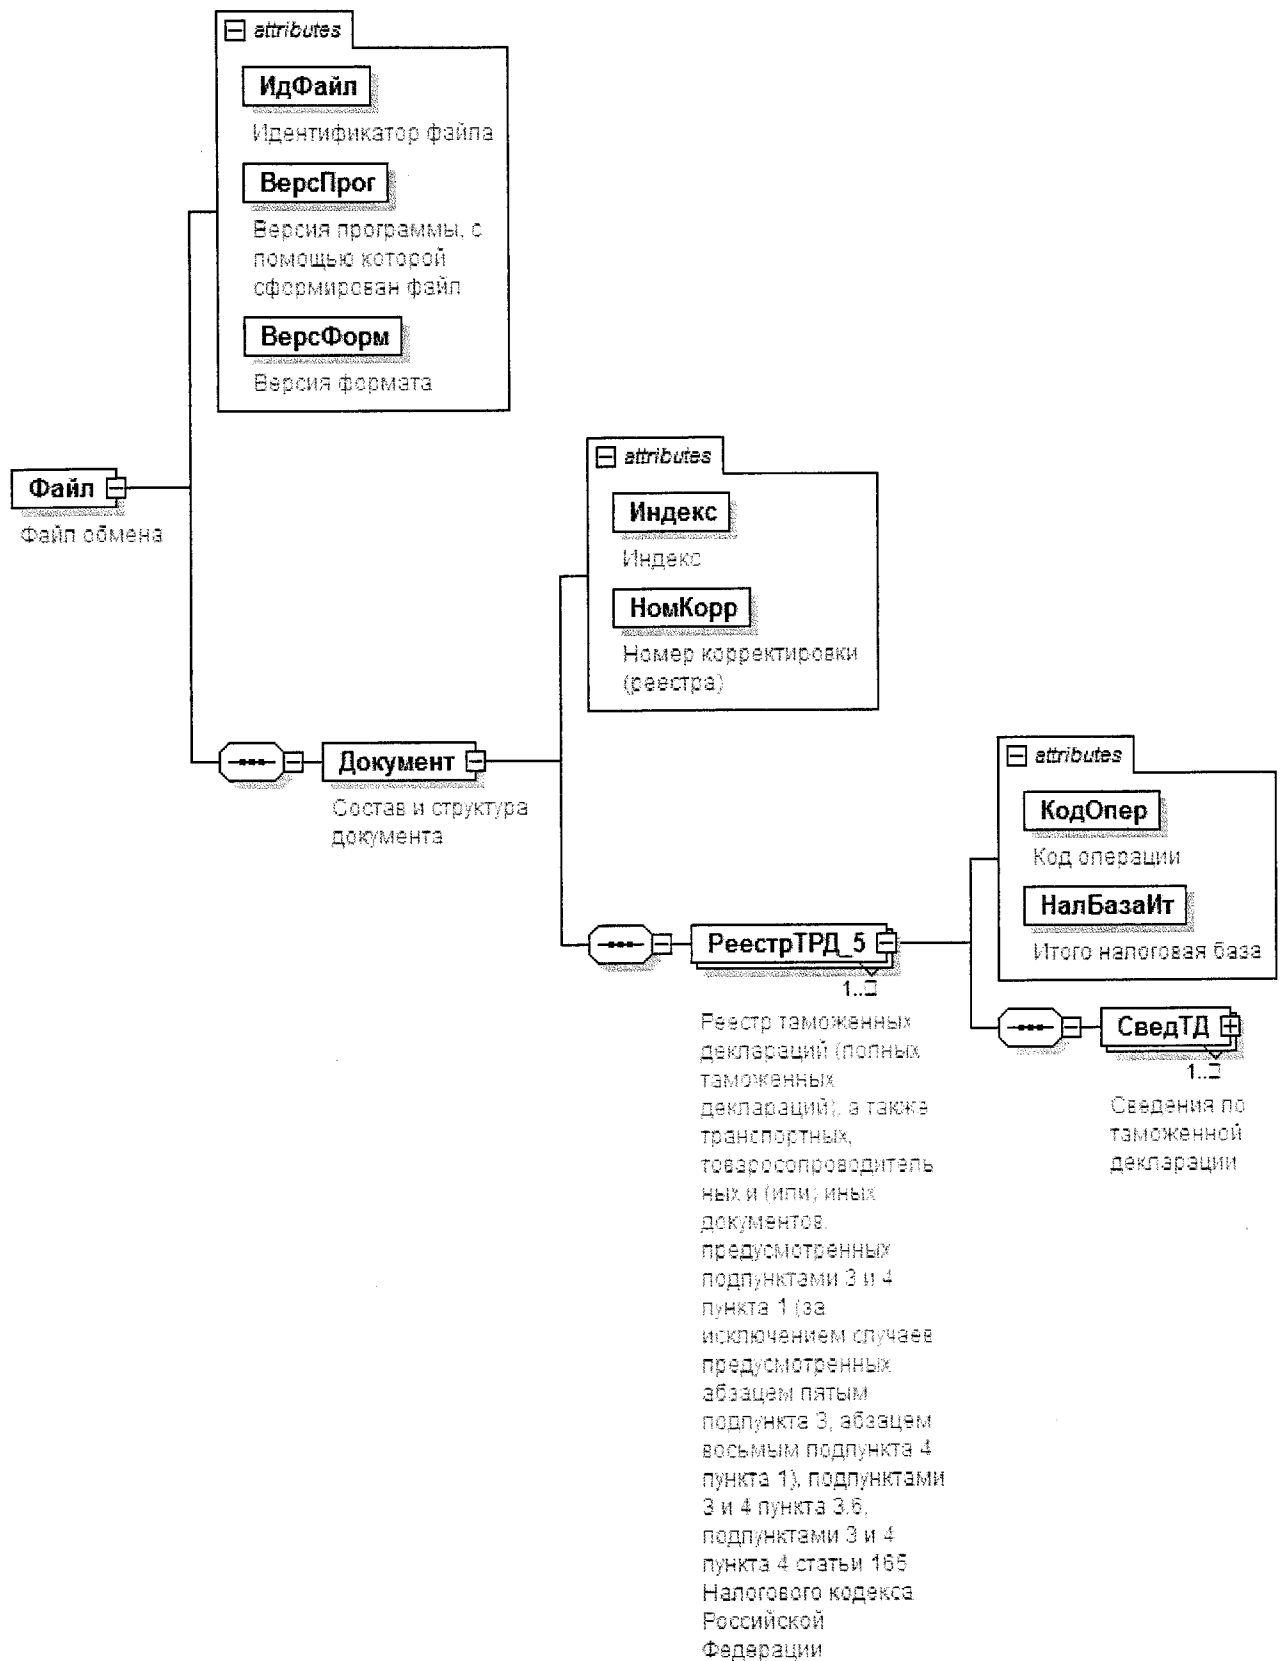 attributes
ИдФайл
Идентификатор файла
ВерсПрог
Версия программы, с
помощью которой
сформирован файл
ВерсФорм
Версия формата
Файл
Файл обмена
attributes
Индекс
Индекс
НомКорр
Номер корректировки
(реестра)
Документ
Состав и структура
документа
attributes
КодОпер
Код операции
НалБазаИт
Итого налоговая база
РеестрТРД_5
1..
Реестр таможенных
деклараций (полных
таможенных
деклараций), а также
транспортных,
товаросопроводитель
ных и (или) иных
документов,
предусмотренных
подпунктами 3 и 4
пункта 1 (за
исключением случаев
предусмотренных
абзацем пятым
подпункта 3, абзацем
восьмым подпункта 4
пункта 1), подпунктами
3 и 4 пункта 3.6,
подпунктами 3 и 4
пункта 4 статьи 165
Налогового кодекса
Российской
Федерации
СведТД
1..
Сведения по
таможенной
декларации